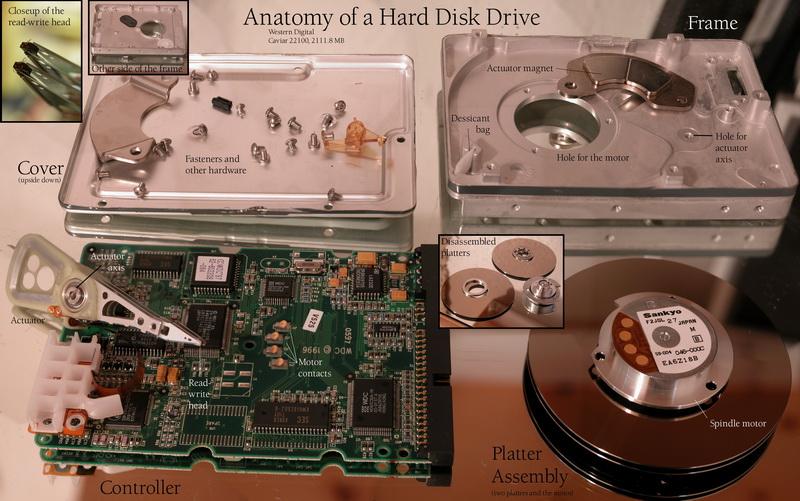 Closeup of the
read-write head
Other side of the frame
Anatomy of a Hard Disk Drive
Western Digital
Caviar 22100, 2111.8 MB
Frame
Actuator magnet
Dessicant
bag
Hole for
actuator
axis
Hole for the motor
Fasteners and
other hardware
Cover
(upside down)
Actuator
axis
Actuator
Disassembled
platters
Motor
contacts
Read-
write
head
WDC © 1996
Sankyo
JAPAN
M
EA6Z18B
Spindle motor
Platter
Assembly
(two platters and the motor)
Controller